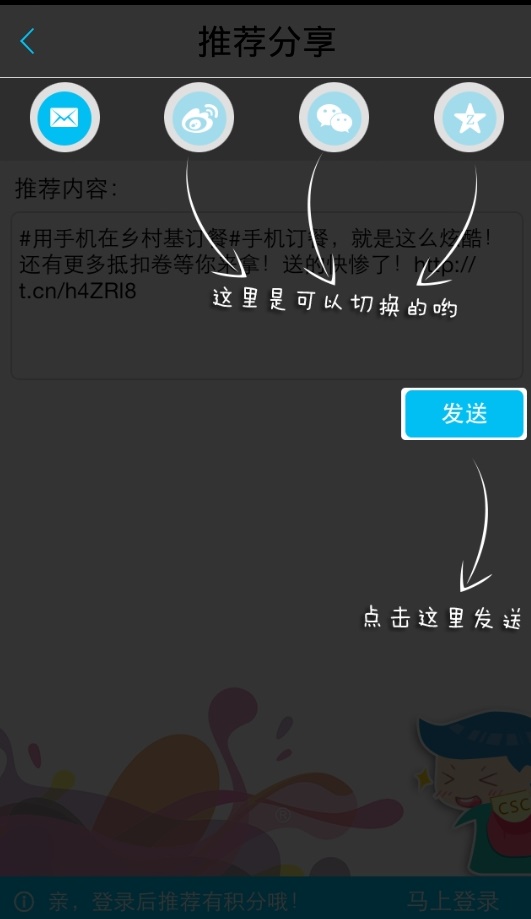 推荐分享
推荐内容:
#用手机在乡村基订餐#手机订餐，就是这么炫酷！
还有更多抵扣卷等你来拿！送的快惨了！http://
t.cn/h4ZRI8
这里是可以切换的哟
发送
点击这里发送
CSC
亲，登录后推荐有积分哦！
马上登录